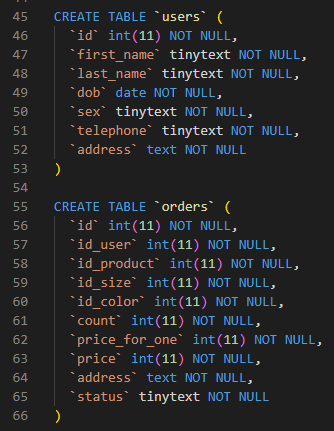 45 CREATE TABLE `users` (
46 `id` int(11) NOT NULL,
47 `first_name` tinytext NOT NULL,
48 `last_name` tinytext NOT NULL,
49 `dob` date NOT NULL,
50 `sex` tinytext NOT NULL,
51 `telephone` tinytext NOT NULL,
52 `address` text NOT NULL
53 )
54
55 CREATE TABLE `orders` (
56 `id` int(11) NOT NULL,
57 `id_user` int(11) NOT NULL,
58 `id_product` int(11) NOT NULL,
59 `id_size` int(11) NOT NULL,
60 `id_color` int(11) NOT NULL,
61 `count` int(11) NOT NULL,
62 `price_for_one` int(11) NOT NULL,
63 `price` int(11) NOT NULL,
64 `address` text NOT NULL,
65 `status` tinytext NOT NULL
66 )